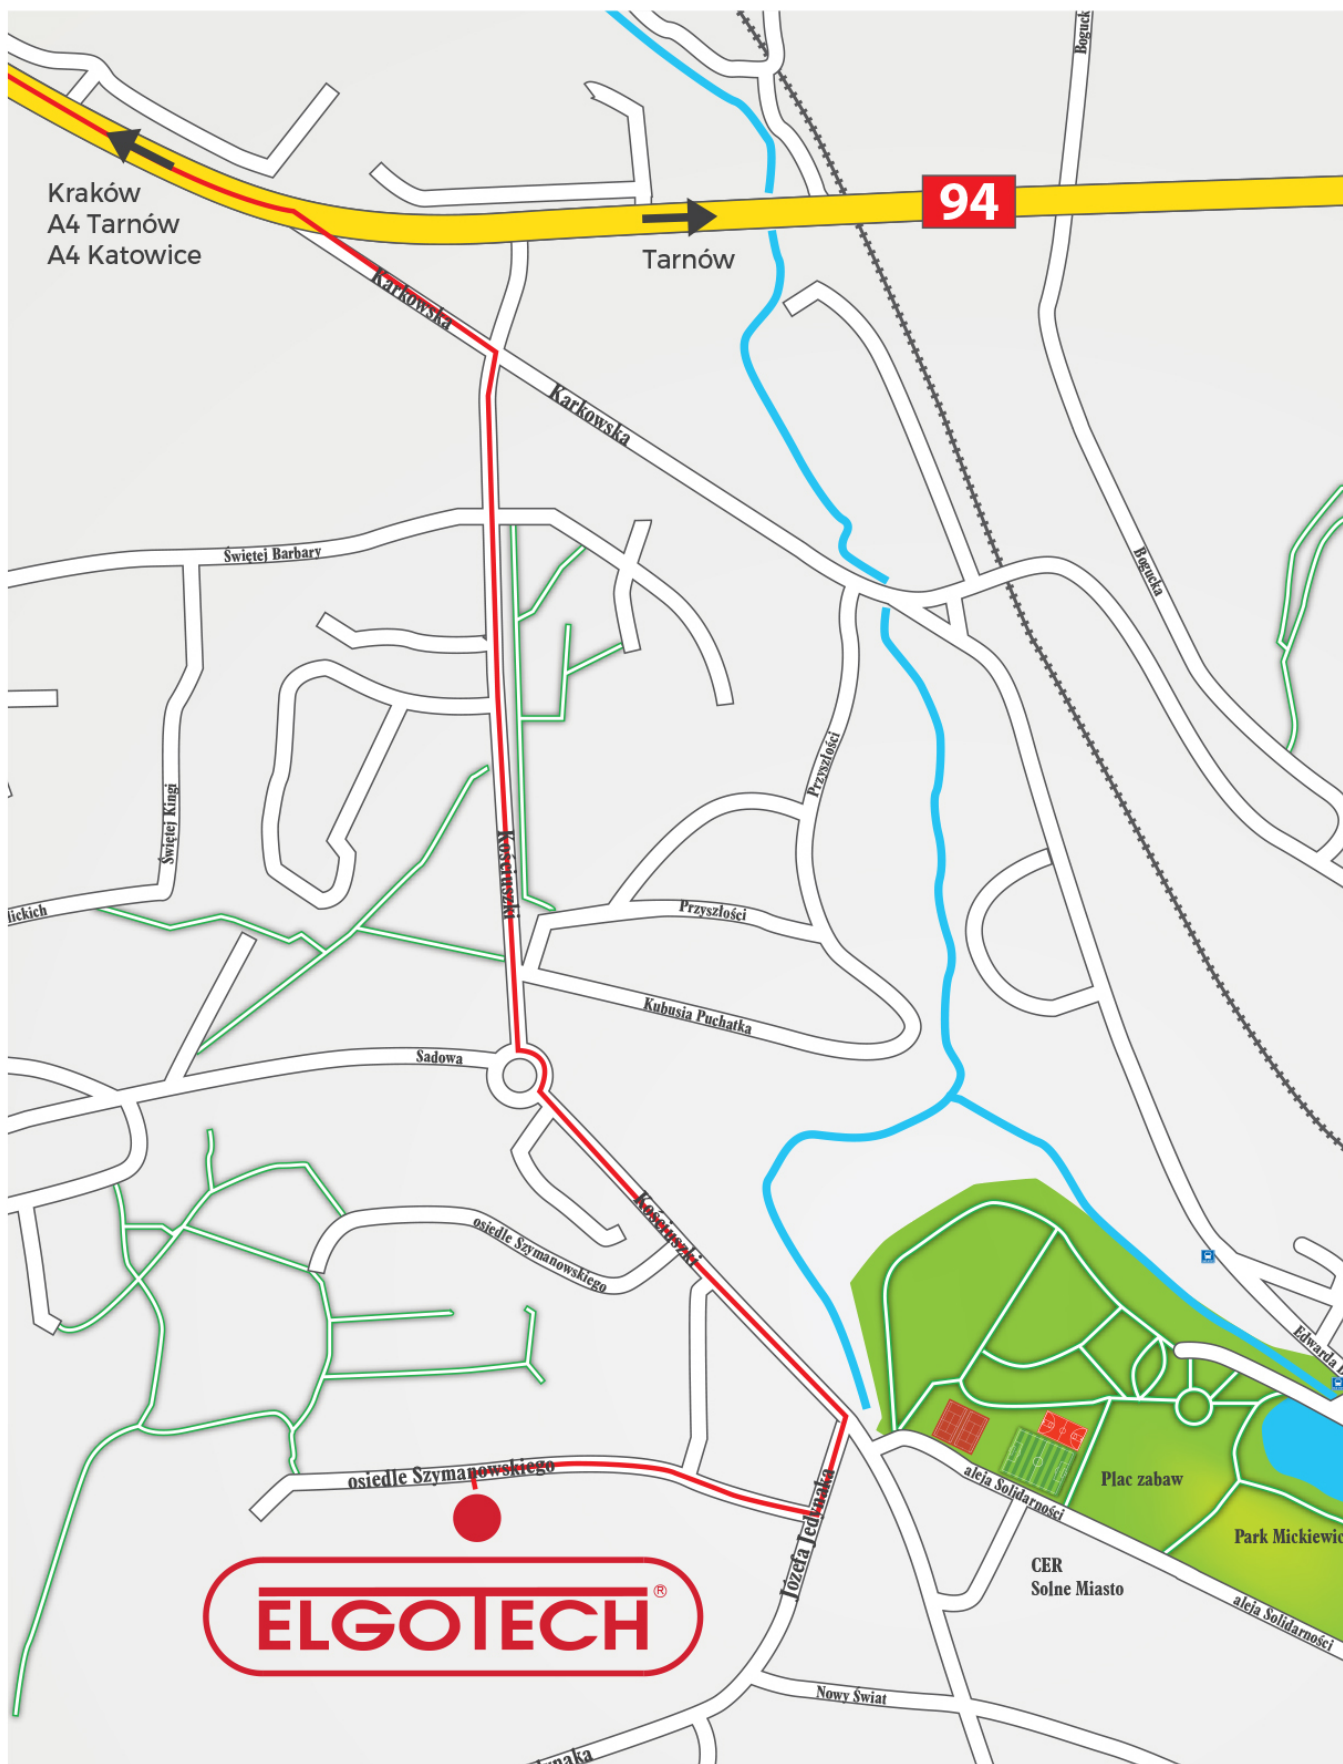 Boguck
94
Kraków
A4 Tarnów
A4 Katowice
Tarnów
Karkowska
Karkowska
Świętej Barbary
Bogucka
Przyszłości
Świętej Kingi
Kościuszki
lickich
Przyszłości
Kubusia Puchatka
Sadowa
Kościuszki
osiedle Szymanowskiego
Edwarda D
osiedle Szymanowskiego
aleja Solidarności
Plac zabaw
Józefa Jedynaka
Park Mickiewic
CER
Solne Miasto
aleja Solidarności
ELGOTECH®
Nowy Świat
ynaka